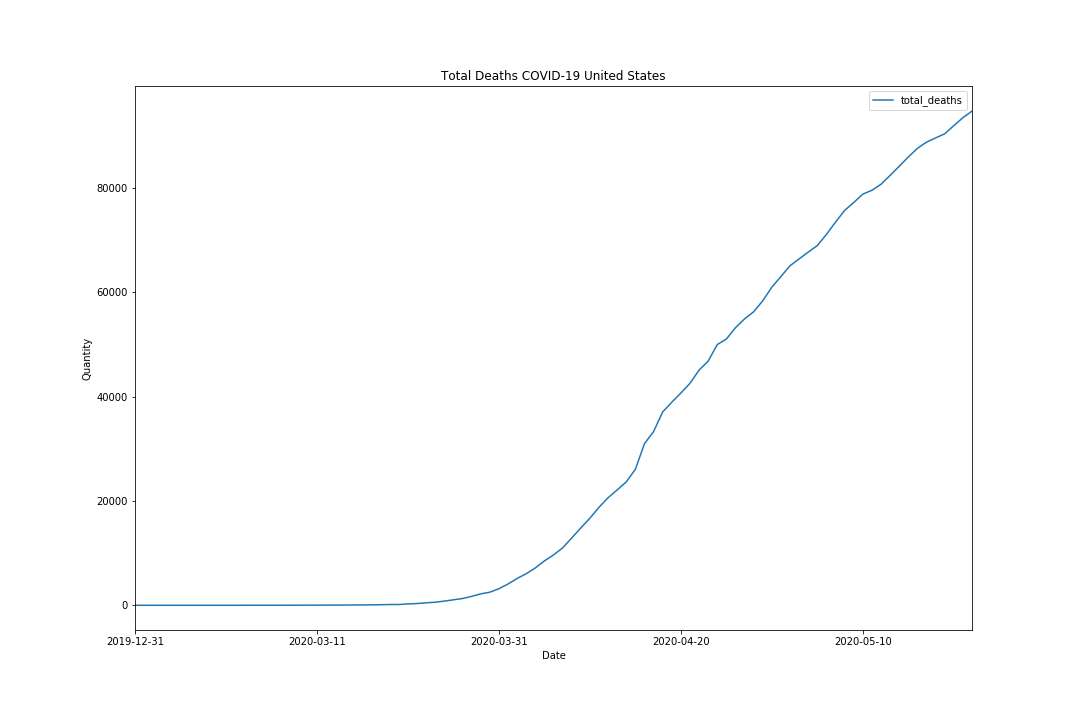 Total Deaths COVID-19 United States
total_deaths
80000
60000
40000
20000
0
Quantity
2019-12-31 2020-03-11 2020-03-31 2020-04-20 2020-05-10
Date